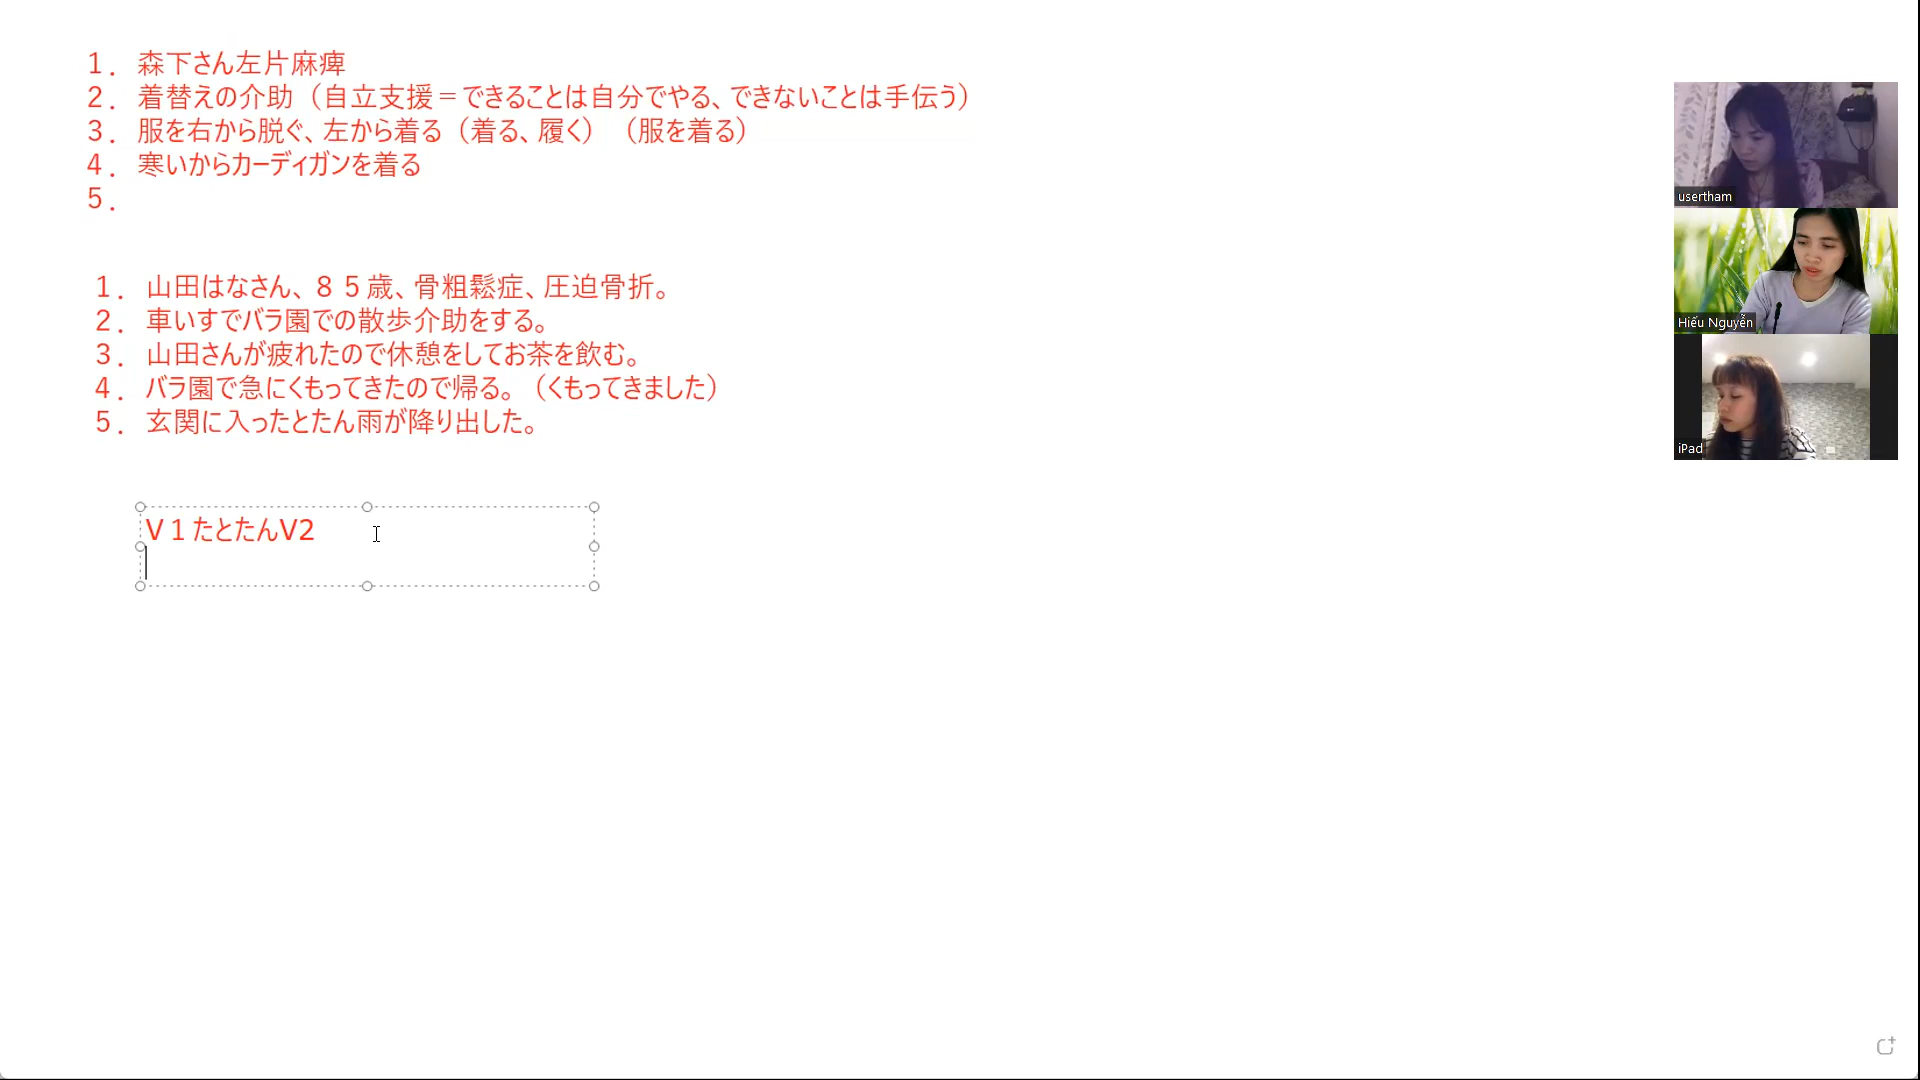 １．森下さん左片麻痺
２．着替えの介助（自立支援＝できることは自分でやる、できないことは手伝う）
３．服を右から脱ぐ、左から着る（着る、履く）（服を着る）
４．寒いからカーディガンを着る
５．
１．山田はなさん、８５歳、骨粗鬆症、圧迫骨折。
２．車いすでバラ園での散歩介助をする。
３．山田さんが疲れたので休憩をしてお茶を飲む。
４．バラ園で急にくもってきたので帰る。（くもってきました）
５．玄関に入ったとたん雨が降り出した。
V１たとたんV2
usertham
Hiếu Nguyễn
iPad